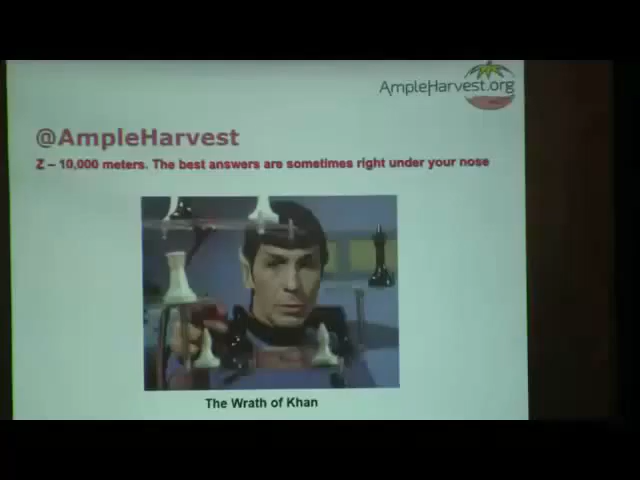 AmpleHarvest.org
@AmpleHarvest
Z – 10,000 meters. The best answers are sometimes right under your nose
The Wrath of Khan